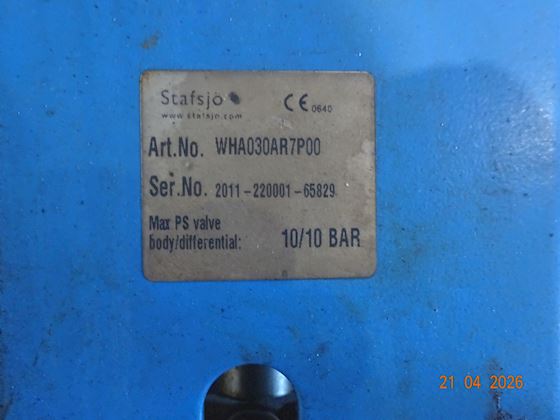 Stafsjö
www.stafsjo.com
CE 0640
Art.No. WHA030AR7P00
Ser.No. 2011-220001-65829
Max PS valve
body/differential: 10/10 BAR
21 04 2026